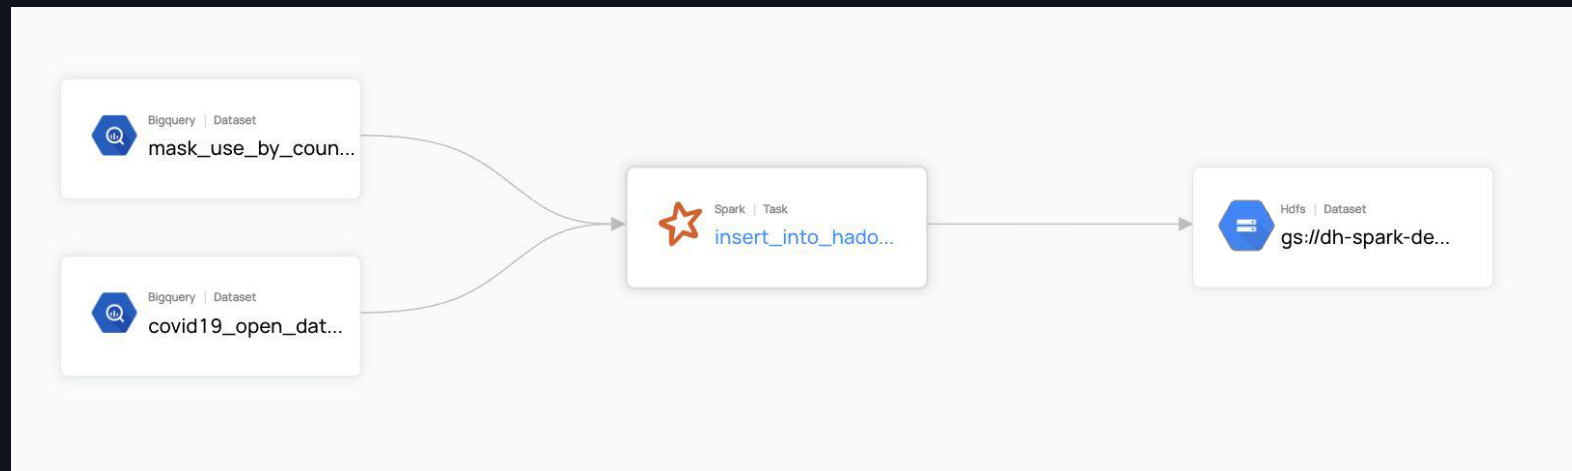 Bigquery | Dataset
mask_use_by_coun...
Bigquery | Dataset
covid19_open_dat...
Spark | Task
insert_into_hado...
Hdfs | Dataset
gs://dh-spark-de...